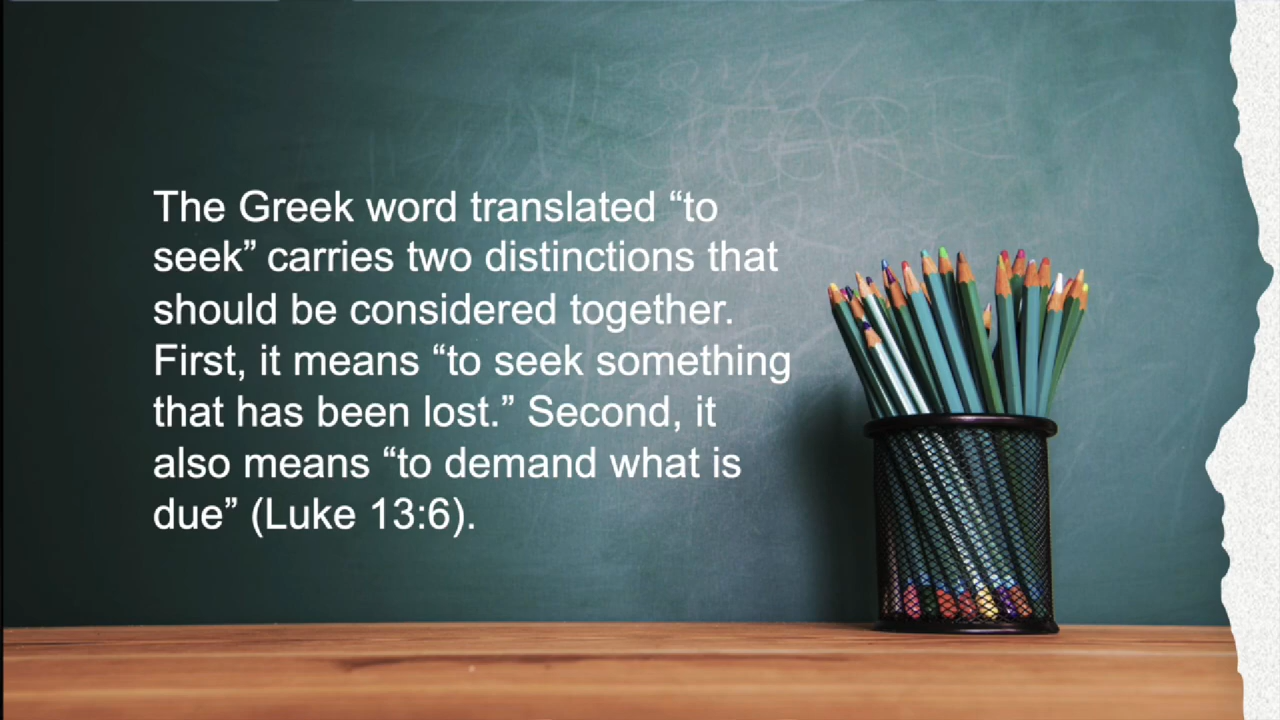 The Greek word translated “to
seek” carries two distinctions that
should be considered together.
First, it means “to seek something
that has been lost.” Second, it
also means “to demand what is
due” (Luke 13:6).